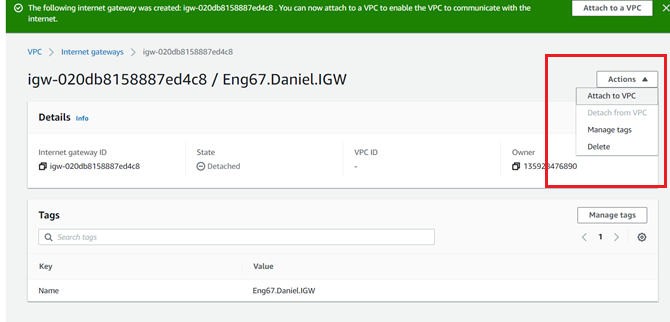 The following internet gateway was created: igw-020db8158887ed4c8 . You can now attach to a VPC to enable the VPC to communicate with the
internet.
Attach to a VPC
VPC > Internet gateways > igw-020db8158887ed4c8
igw-020db8158887ed4c8 / Eng67.Daniel.IGW
Actions
Attach to VPC
Detach from VPC
Manage tags
Delete
Details Info
Internet gateway ID
igw-020db8158887ed4c8
State
Detached
VPC ID
-
Owner
135928476890
Tags
Manage tags
Search tags
1
Key Value
Name Eng67.Daniel.IGW